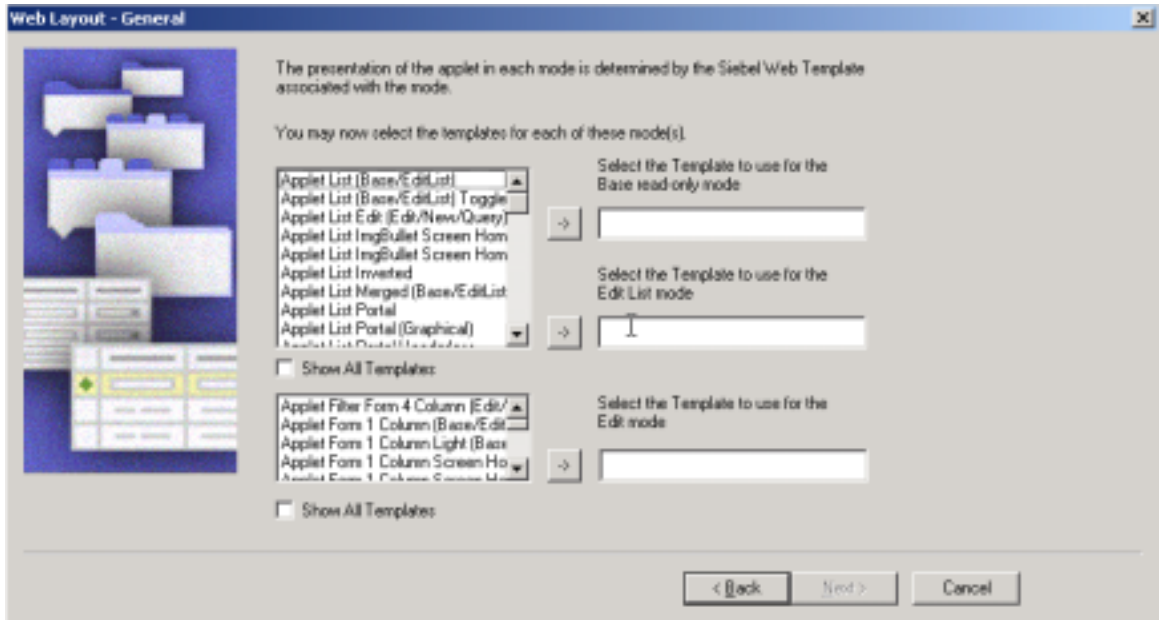 Web Layout - General
The presentation of the applet in each mode is determined by the Siebel Web Template
associated with the mode.
You may now select the templates for each of these mode(s).
Select the Template to use for the
Base read-only mode
Applet List (Base/EditList)
Applet List (Base/EditList) Toggle
Applet List Edit (Edit/New/Query)
Applet List ImgBullet Screen Hom
Applet List ImgBullet Screen Hom
Applet List Inverted
Applet List Merged (Base/EditList
Applet List Portal
Applet List Portal (Graphical)
->
Select the Template to use for the
Edit List mode
->
Show All Templates
Applet Filter Form 4 Column (Edit/
Applet Form 1 Column (Base/Edit
Applet Form 1 Column Light (Base
Applet Form 1 Column Screen Ho
Select the Template to use for the
Edit mode
->
Show All Templates
< Back
Next >
Cancel